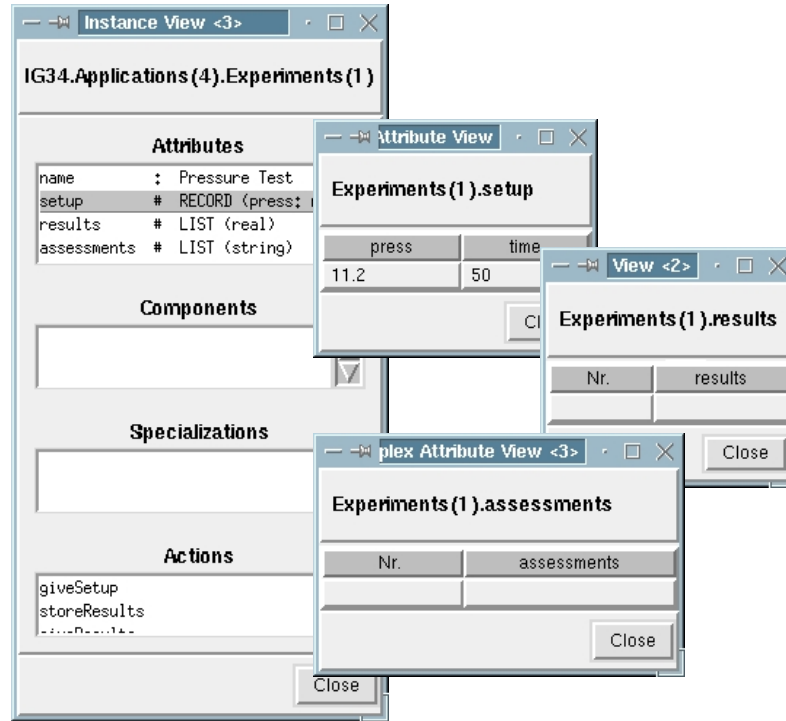 Instance View <3>
IG34.Applications(4).Experiments(1)
Attributes
name : Pressure Test
setup # RECORD (press:
results # LIST (real)
assessments # LIST (string)
Components
Specializations
Actions
giveSetup
storeResults
Close
Attribute View
Experiments(1).setup
press time
11.2 50
View <2>
Experiments(1).results
Nr. results
Close
plex Attribute View <3>
Experiments(1).assessments
Nr. assessments
Close